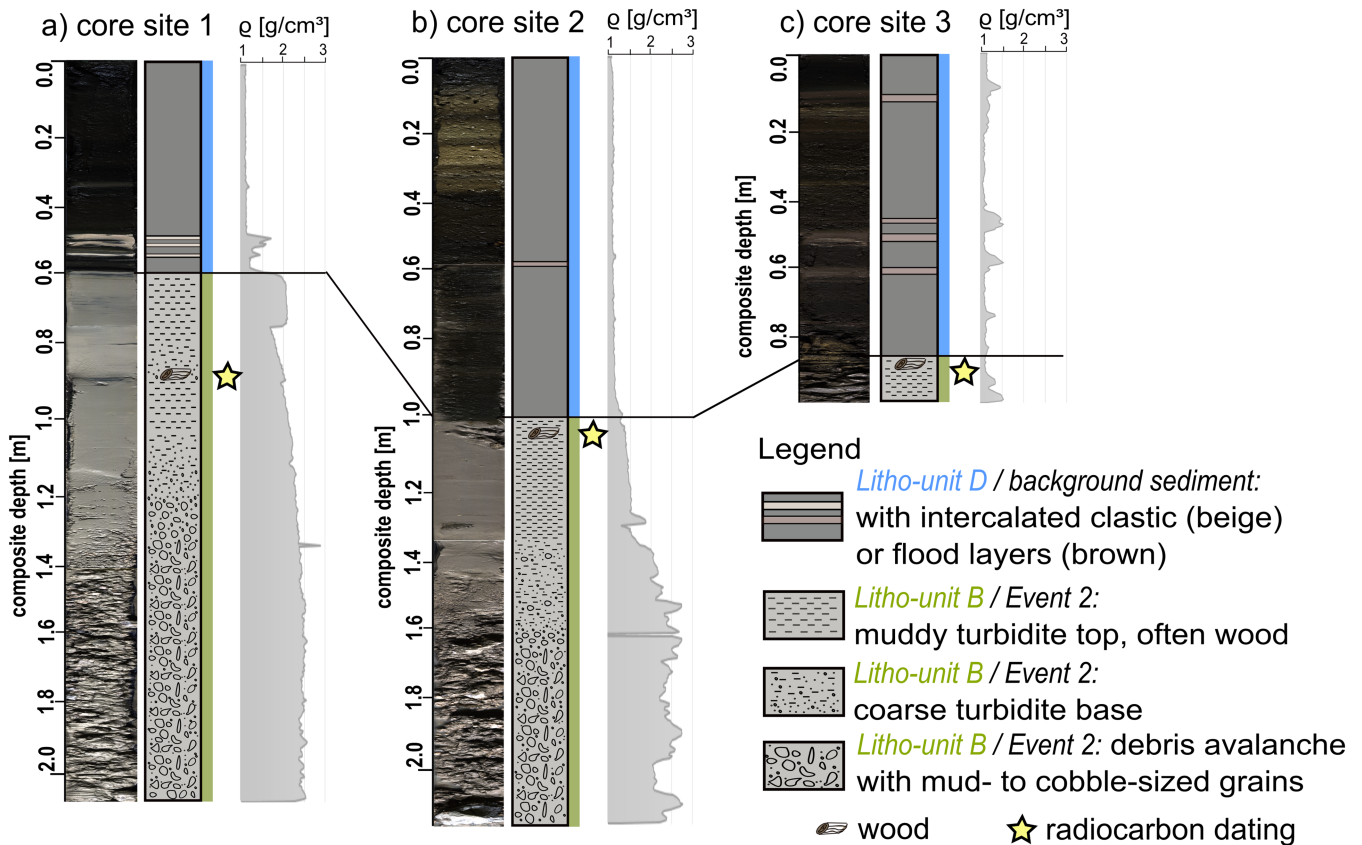 a) core site 1
ϱ [g/cm³]
1 2 3
0.0
0.2
0.4
0.6
0.8
1.0
1.2
1.4
1.6
1.8
2.0
composite depth [m]
b) core site 2
ϱ [g/cm³]
1 2 3
0.0
0.2
0.4
0.6
0.8
1.0
1.2
1.4
1.6
1.8
2.0
composite depth [m]
c) core site 3
ϱ [g/cm³]
1 2 3
0.0
0.2
0.4
0.6
0.8
composite depth [m]
Legend
Litho-unit D / background sediment:
with intercalated clastic (beige)
or flood layers (brown)
Litho-unit B / Event 2:
muddy turbidite top, often wood
Litho-unit B / Event 2:
coarse turbidite base
Litho-unit B / Event 2: debris avalanche
with mud- to cobble-sized grains
wood
radiocarbon dating